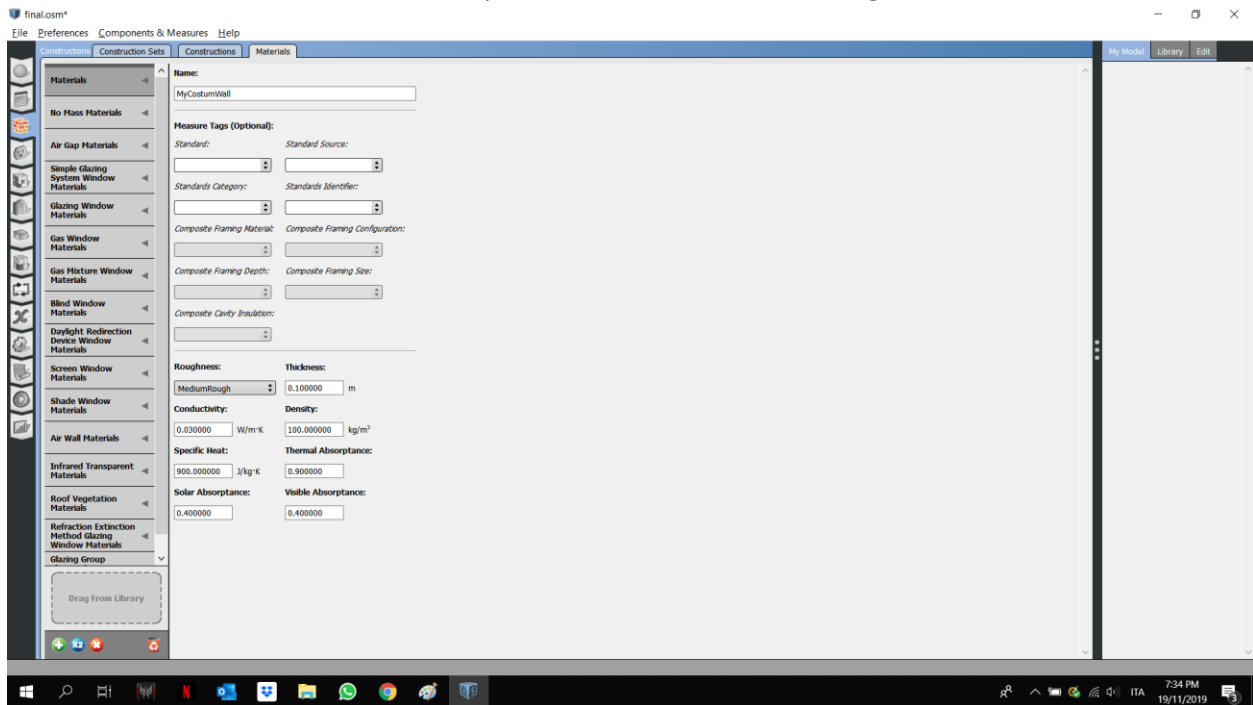 final.osm*
File Preferences Components & Measures Help
Constructions Construction Sets Constructions Materials My Model Library Edit
Materials
No Mass Materials
Air Gap Materials
Simple Glazing
System Window
Materials
Glazing Window
Materials
Gas Window
Materials
Gas Mixture Window
Materials
Blind Window
Materials
Daylight Redirection
Device Window
Materials
Screen Window
Materials
Shade Window
Materials
Air Wall Materials
Infrared Transparent
Materials
Roof Vegetation
Materials
Refraction Extinction
Method Glazing
Window Materials
Glazing Group
Drag From Library
x2
Name:
MyCostumWall
Measure Tags (Optional):
Standard: Standard Source:
Standards Category: Standards Identifier:
Composite Framing Material: Composite Framing Configuration:
Composite Framing Depth: Composite Framing Size:
Composite Cavity Insulation:
Roughness: Thickness:
MediumRough 0.100000 m
Conductivity: Density:
0.030000 W/m·K 100.000000 kg/m³
Specific Heat: Thermal Absorptance:
900.000000 J/kg·K 0.900000
Solar Absorptance: Visible Absorptance:
0.400000 0.400000
ITA
7:34 PM
19/11/2019
3